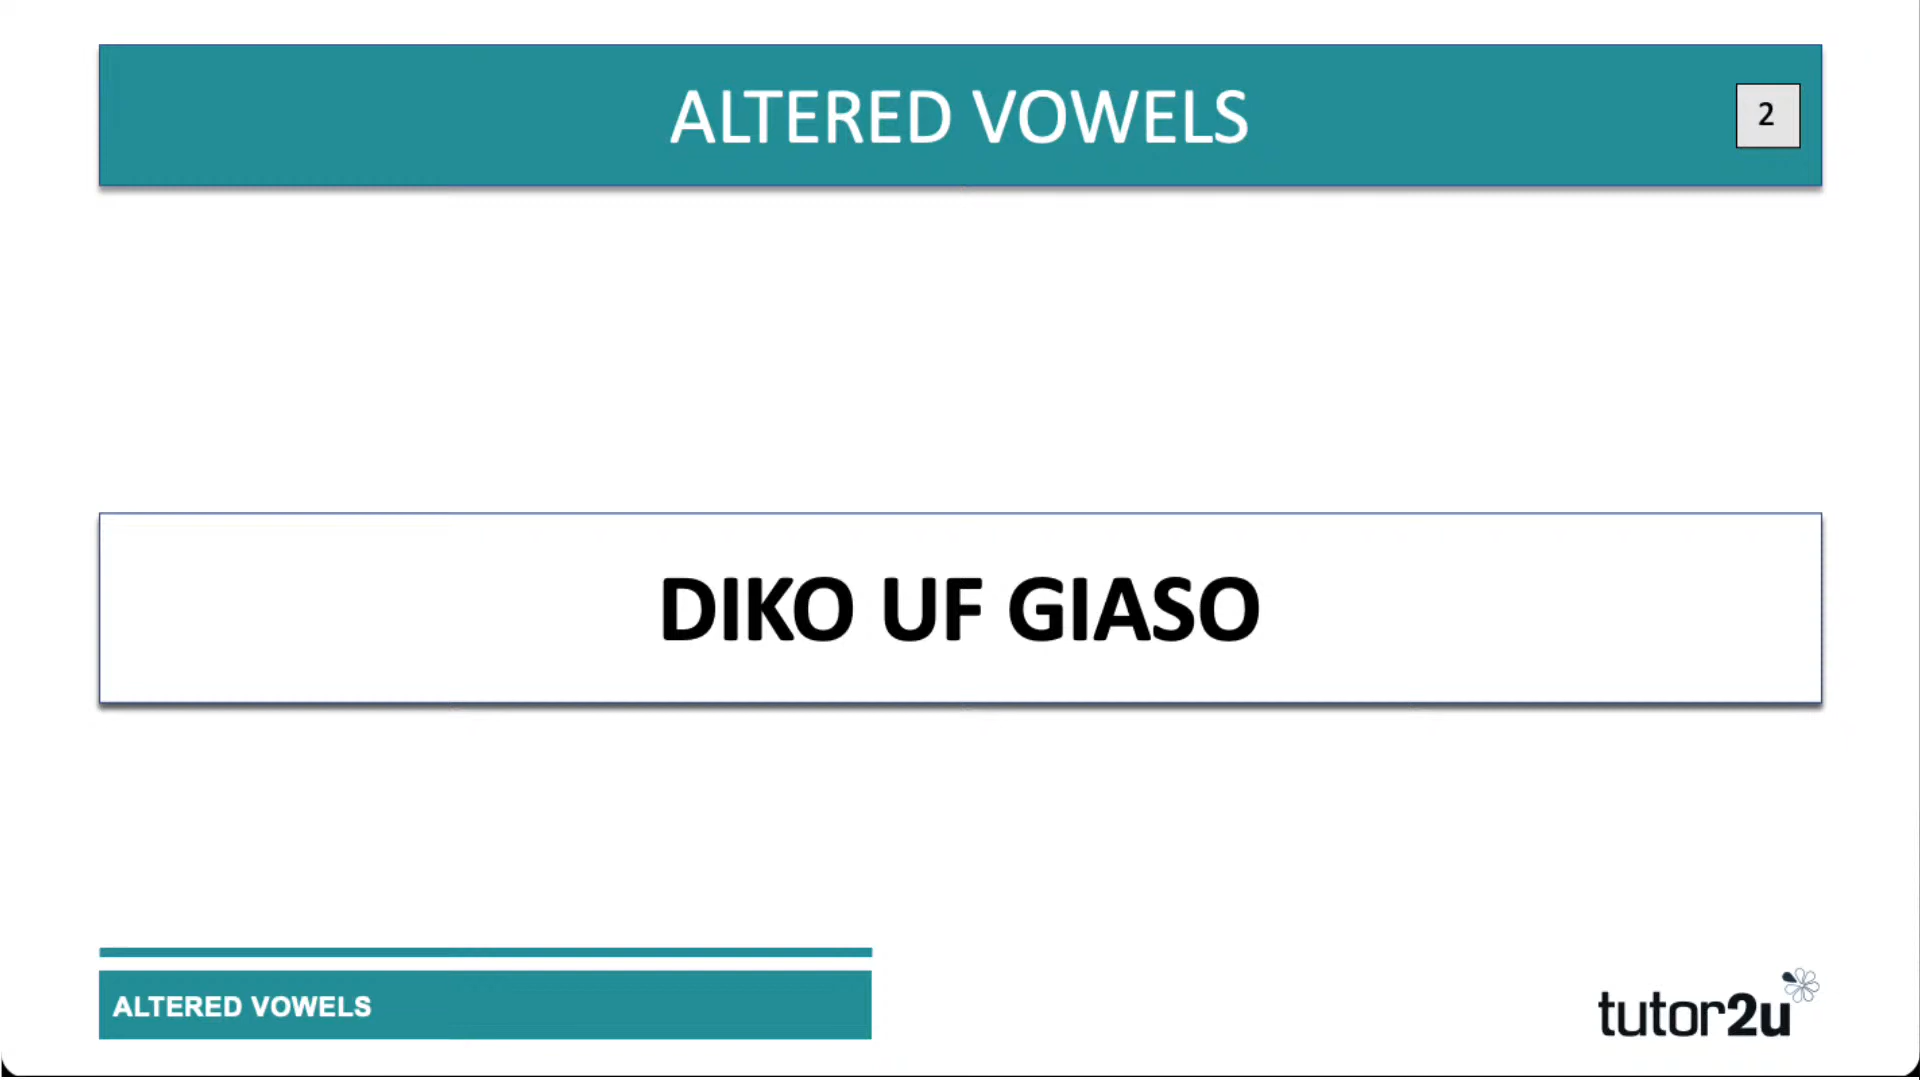 ALTERED VOWELS
2
DIKO UF GIASO
ALTERED VOWELS
tutor2u